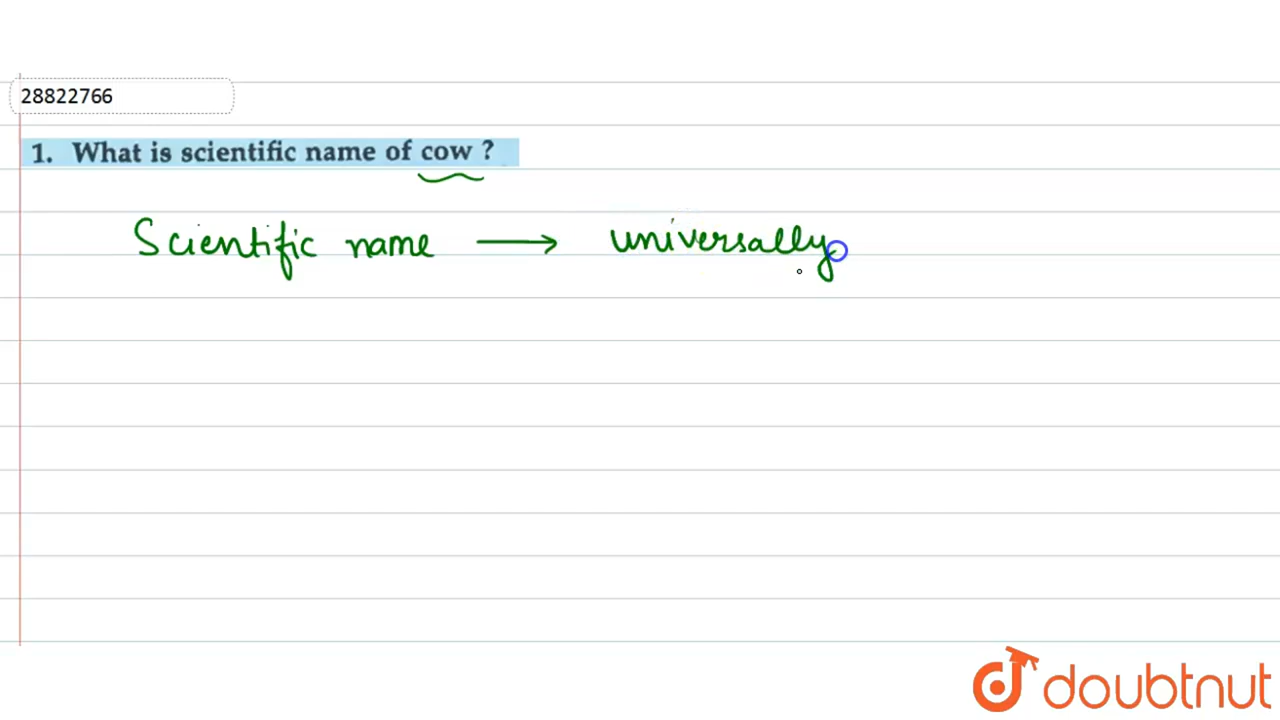 28822766
1. What is scientific name of cow ?
Scientific name → universally
doubtnut